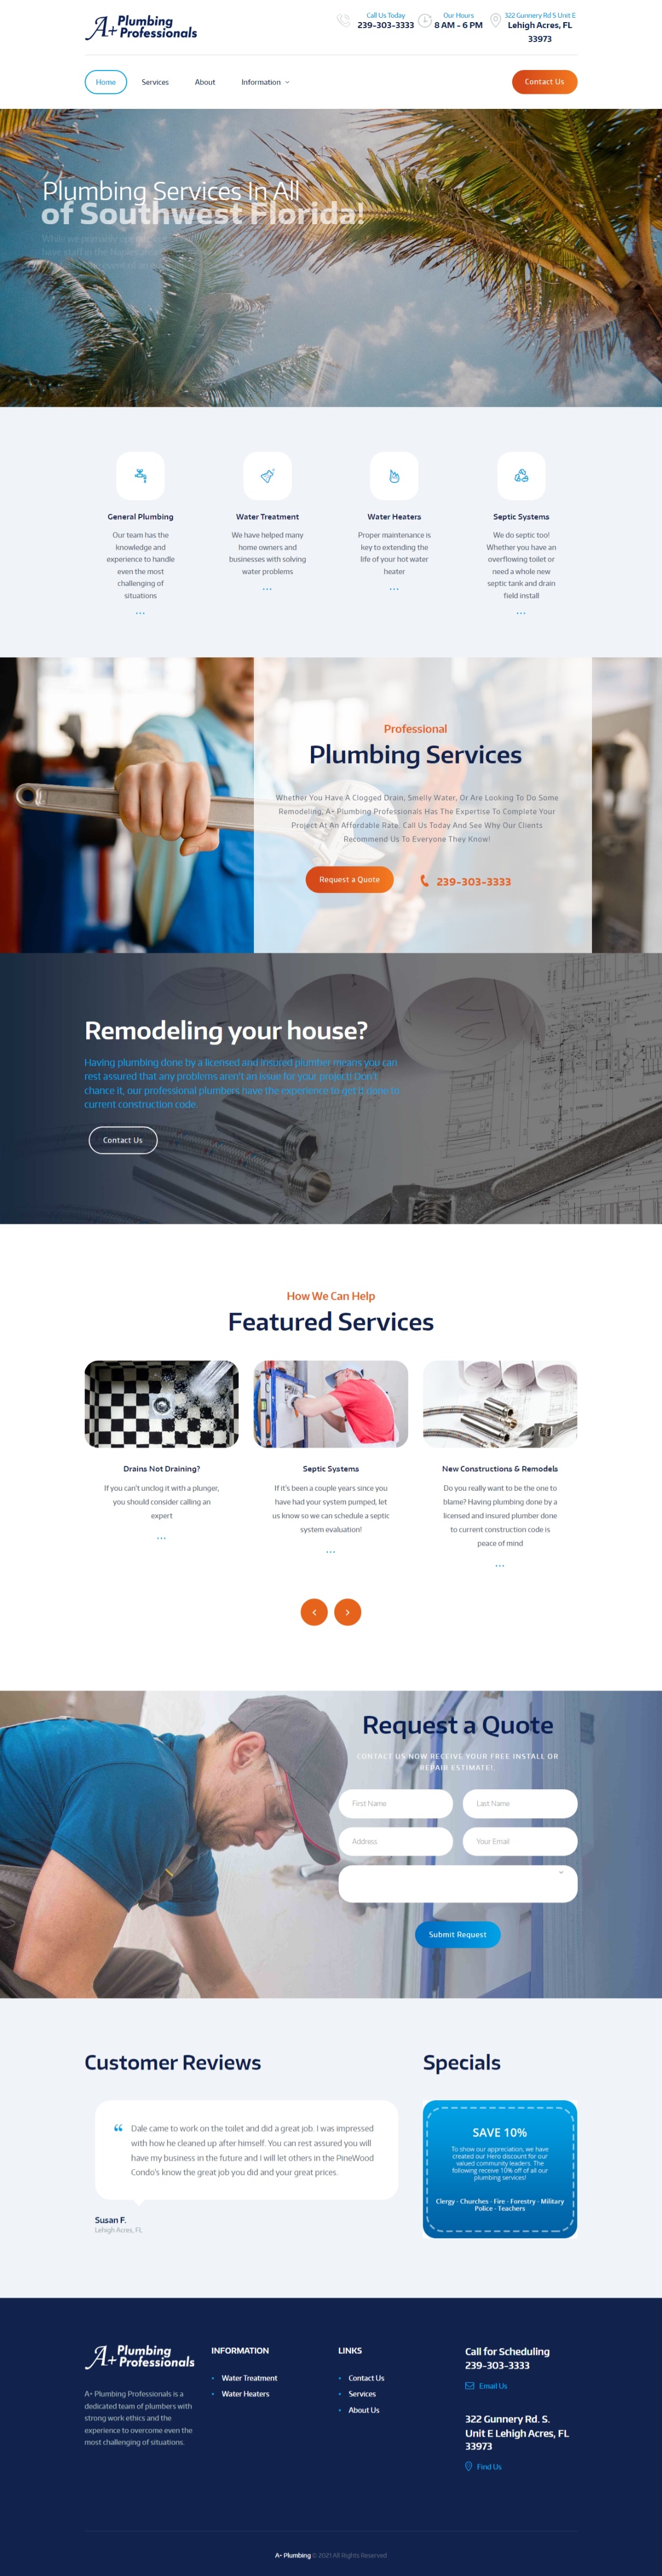 A+ Plumbing
Professionals
Call Us Today
239-303-3333
Our Hours
8 AM - 6 PM
322 Gunnery Rd S Unit E
Lehigh Acres, FL
33973
Home
Services
About
Information
Contact Us
Plumbing Services In All
of Southwest Florida!
General Plumbing
Our team has the
knowledge and
experience to handle
even the most
challenging of
situations
...
Water Treatment
We have helped many
home owners and
businesses with solving
water problems
...
Water Heaters
Proper maintenance is
key to extending the
life of your hot water
heater
...
Septic Systems
We do septic too!
Whether you have an
overflowing toilet or
need a whole new
septic tank and drain
field install
...
Professional
Plumbing Services
Whether You Have A Clogged Drain, Smelly Water, Or Are Looking To Do Some
Remodeling, A+ Plumbing Professionals Has The Expertise To Complete Your
Project At An Affordable Rate. Call Us Today And See Why Our Clients
Recommend Us To Everyone They Know!
Request a Quote
239-303-3333
Remodeling your house?
Having plumbing done by a licensed and insured plumber means you can
rest assured that any problems aren't an issue for your project! Don't
chance it, our professional plumbers have the experience to get it done to
current construction code.
Contact Us
How We Can Help
Featured Services
Drains Not Draining?
If you can't unclog it with a plunger,
you should consider calling an
expert
...
Septic Systems
If it's been a couple years since you
have had your system pumped, let
us know so we can schedule a septic
system evaluation!
...
New Constructions & Remodels
Do you really want to be the one to
blame? Having plumbing done by a
licensed and insured plumber done
to current construction code is
peace of mind
...
Request a Quote
CONTACT US NOW RECEIVE YOUR FREE INSTALL OR
REPAIR ESTIMATE!
First Name
Last Name
Address
Your Email
Submit Request
Customer Reviews
“ Dale came to work on the toilet and did a great job. I was impressed
with how he cleaned up after himself. You can rest assured you will
have my business in the future and I will let others in the PineWood
Condo's know the great job you did and your great prices.
Susan F.
Lehigh Acres, FL
Specials
SAVE 10%
To show our appreciation, we have
created our Hero discount for our
valued community leaders. The
following receive 10% off of all our
plumbing services!
Clergy - Churches - Fire - Forestry - Military
Police - Teachers
A+ Plumbing
Professionals
A+ Plumbing Professionals is a
dedicated team of plumbers with
strong work ethics and the
experience to overcome even the
most challenging of situations.
INFORMATION
Water Treatment
Water Heaters
LINKS
Contact Us
Services
About Us
Call for Scheduling
239-303-3333
Email Us
322 Gunnery Rd. S.
Unit E Lehigh Acres, FL
33973
Find Us
A+ Plumbing © 2021 All Rights Reserved